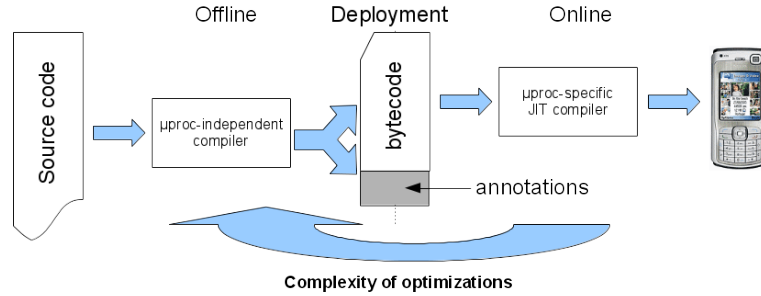 Offline
Deployment
Online
Source code
µproc-independent
compiler
bytecode
µproc-specific
JIT compiler
annotations
Complexity of optimizations